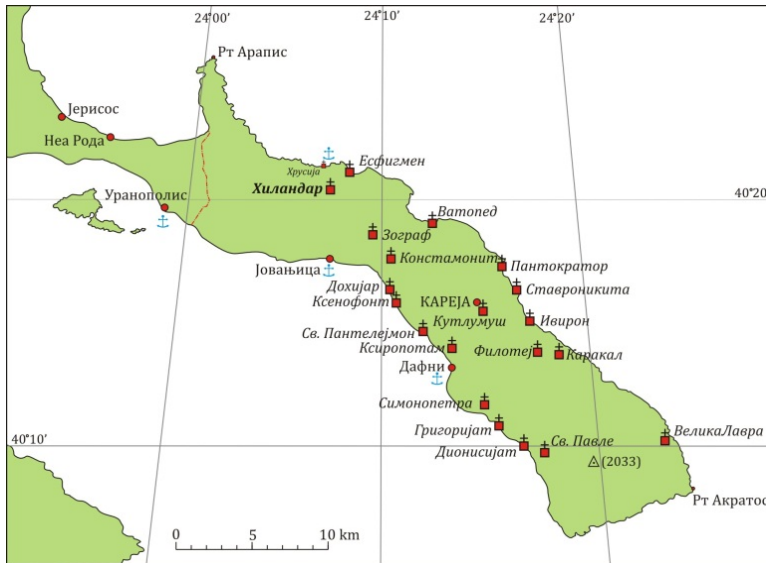 24°00'
24°10'
24°20'
Рт Арапис
Јерисос
Неа Рода
Хрусија
Есфигмен
Хиландар
Уранополис
40°20
Ватопед
Зограф
Констамонит
Јовањица
Пантократор
Дохијар
Ставроникита
Ксенофонт
КАРЕЈА
Кутлумуш
Ивирон
Св. Пантелејмон
Ксиропотам
Филотеј
Каракал
Дафни
Симонопетра
Григоријат
ВеликаЛавра
40°10'
Св. Павле
Дионисијат
(2033)
Рт Акратос
0 5 10 km